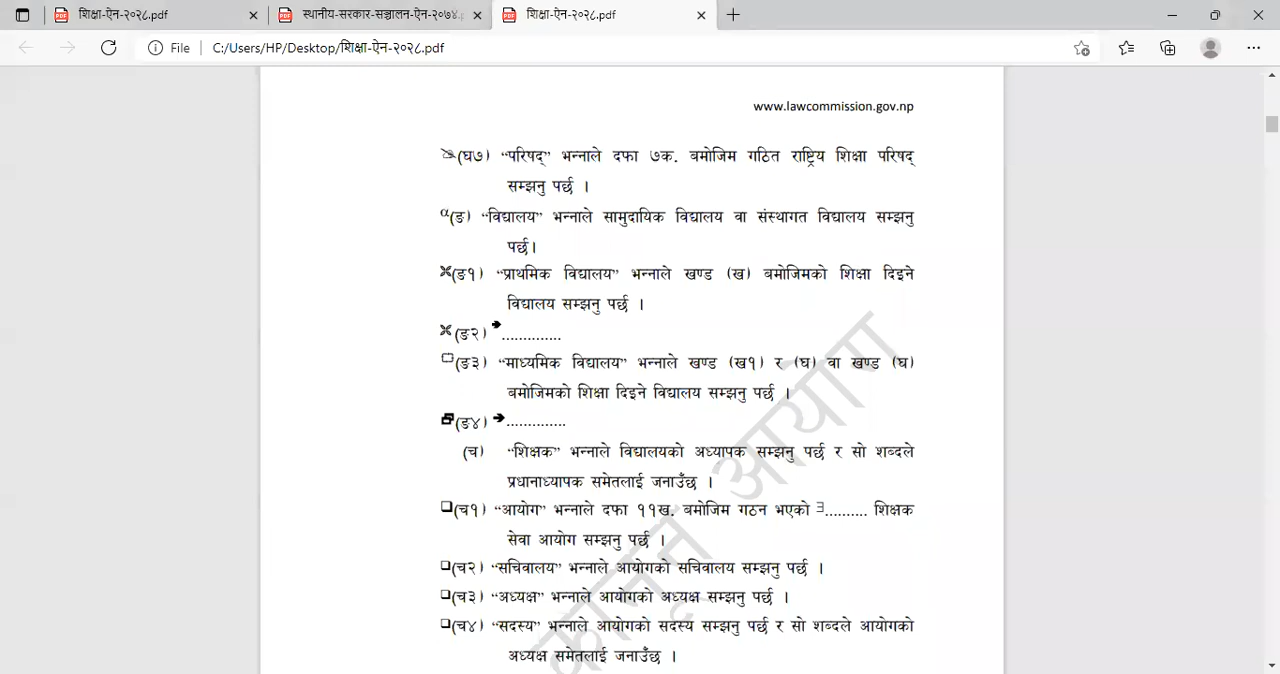 शिक्षा-ऐन-२०२८.pdf
स्थानीय-सरकार-सञ्चालन-ऐन-२०७४.p
शिक्षा-ऐन-२०२८.pdf
File
C:/Users/HP/Desktop/शिक्षा-ऐन-२०२८.pdf
www.lawcommission.gov.np
(घ७) “परिषद्” भन्नाले दफा ७क. बमोजिम गठित राष्ट्रिय शिक्षा परिषद्
सम्झनु पर्छ ।
α(ङ) “विद्यालय” भन्नाले सामुदायिक विद्यालय वा संस्थागत विद्यालय सम्झनु
पर्छ।
(ङ१) “प्राथमिक विद्यालय” भन्नाले खण्ड (ख) बमोजिमको शिक्षा दिइने
विद्यालय सम्झनु पर्छ ।
(ङ२) ➔..............
(ङ३) “माध्यमिक विद्यालय” भन्नाले खण्ड (ख१) र (घ) वा खण्ड (घ)
बमोजिमको शिक्षा दिइने विद्यालय सम्झनु पर्छ ।
(ङ४) ➔..............
(च) “शिक्षक” भन्नाले विद्यालयको अध्यापक सम्झनु पर्छ र सो शब्दले
प्रधानाध्यापक समेतलाई जनाउँछ ।
❑(च१) “आयोग” भन्नाले दफा ११ख. बमोजिम गठन भएको ∃.......... शिक्षक
सेवा आयोग सम्झनु पर्छ ।
❑(च२) “सचिवालय” भन्नाले आयोगको सचिवालय सम्झनु पर्छ ।
❑(च३) “अध्यक्ष” भन्नाले आयोगको अध्यक्ष सम्झनु पर्छ ।
❑(च४) “सदस्य” भन्नाले आयोगको सदस्य सम्झनु पर्छ र सो शब्दले आयोगको
अध्यक्ष समेतलाई जनाउँछ ।
कानून आयोग